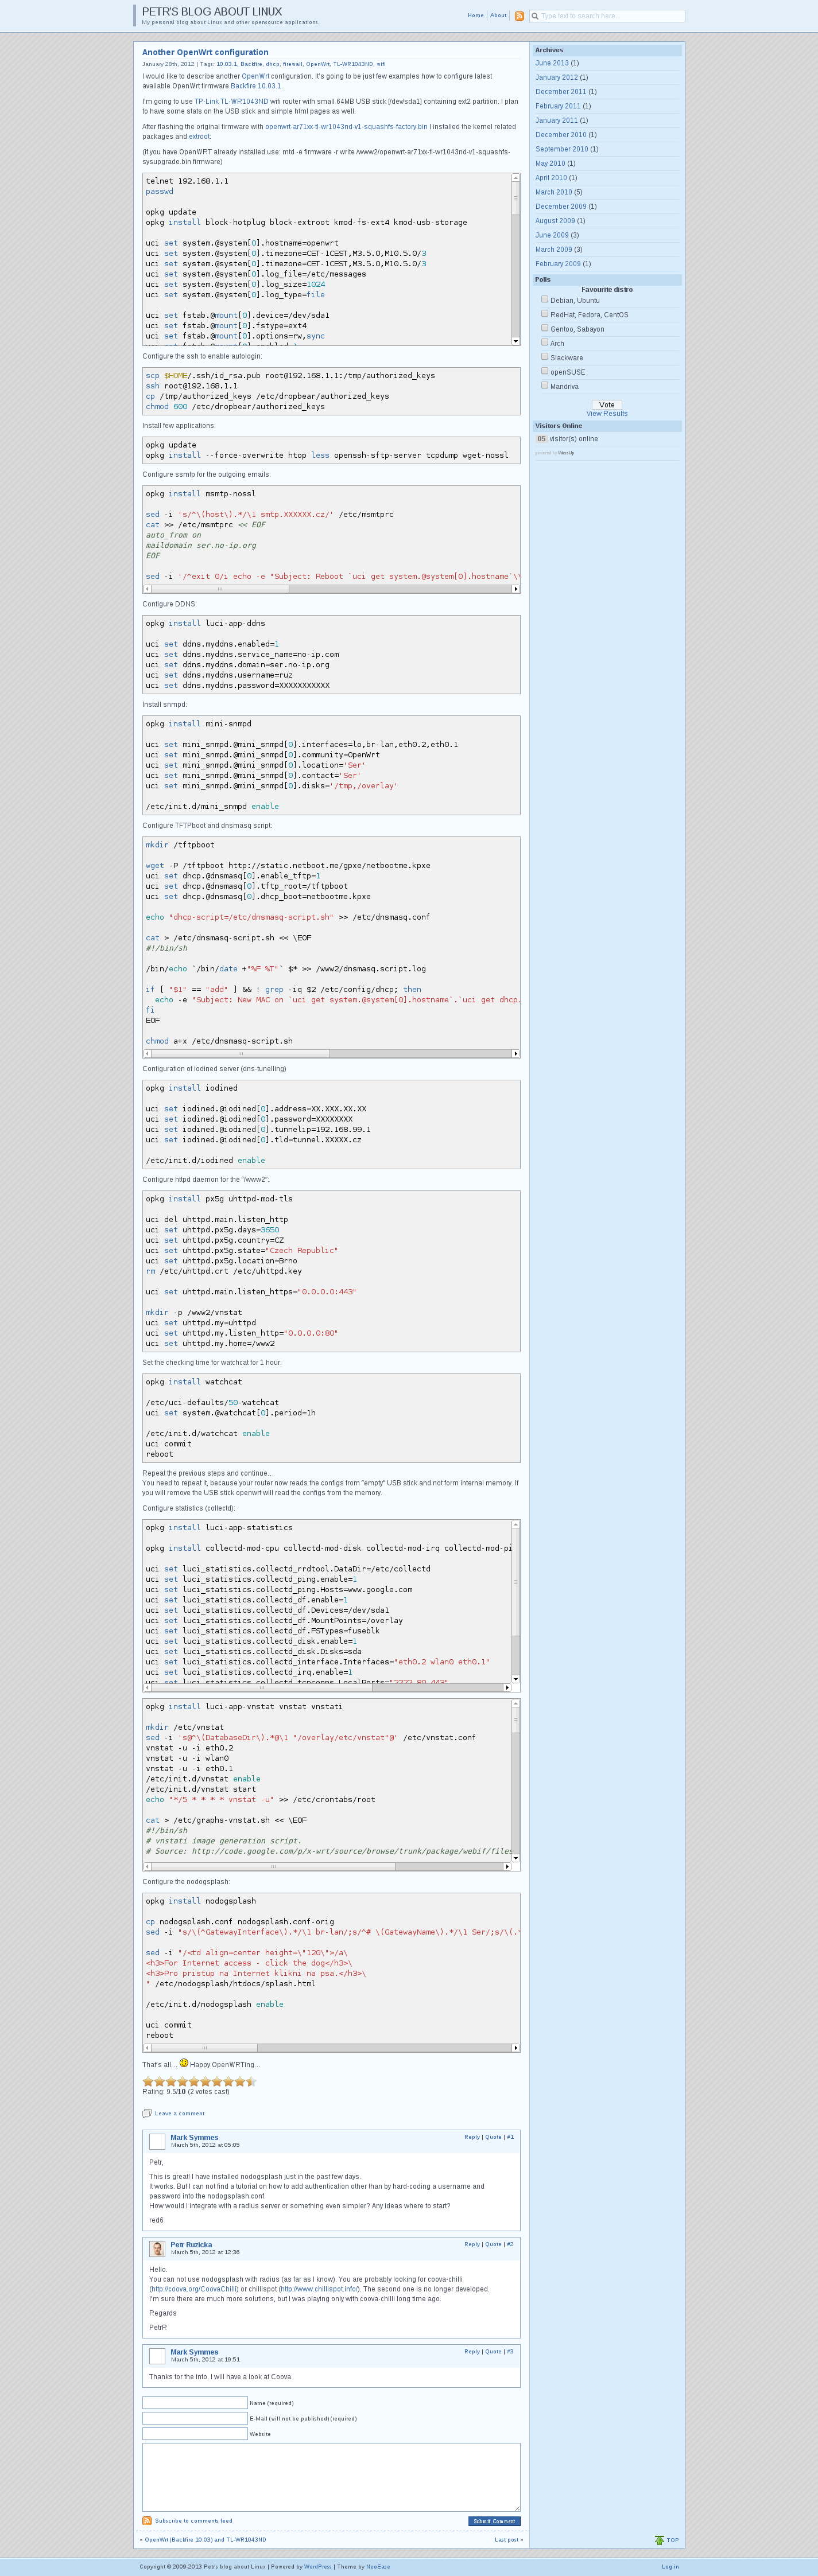 PETR'S BLOG ABOUT LINUX
My personal blog about Linux and other opensource applications.
Home
About
Type text to search here...
Another OpenWrt configuration
January 28th, 2012 | Tags: 10.03.1, Backfire, dhcp, firewall, OpenWrt, TL-WR1043ND, wifi
I would like to describe another OpenWrt configuration. It's going to be just few examples how to configure latest
available OpenWrt firmware Backfire 10.03.1.
I'm going to use TP-Link TL-WR1043ND wifi router with small 64MB USB stick [/dev/sda1] containing ext2 partition. I plan to
have some stats on the USB stick and simple html pages as well.
After flashing the original firmware with openwrt-ar71xx-tl-wr1043nd-v1-squashfs-factory.bin I installed the kernel related
packages and extroot:
(If you have OpenWRT already installed use: mtd -e firmware -r write /www2/openwrt-ar71xx-tl-wr1043nd-v1-squashfs-
sysupgrade.bin firmware)
telnet 192.168.1.1
passwd
opkg update
opkg install block-hotplug block-extroot kmod-fs-ext4 kmod-usb-storage
uci set system.@system[0].hostname=openwrt
uci set system.@system[0].timezone=CET-1CEST,M3.5.0,M10.5.0/3
uci set system.@system[0].timezone=CET-1CEST,M3.5.0,M10.5.0/3
uci set system.@system[0].log_file=/etc/messages
uci set system.@system[0].log_size=1024
uci set system.@system[0].log_type=file
uci set fstab.@mount[0].device=/dev/sda1
uci set fstab.@mount[0].fstype=ext4
uci set fstab.@mount[0].options=rw,sync
uci set fstab.@mount[0].enabled=1
Configure the ssh to enable autologin:
scp $HOME/.ssh/id_rsa.pub root@192.168.1.1:/tmp/authorized_keys
ssh root@192.168.1.1
cp /tmp/authorized_keys /etc/dropbear/authorized_keys
chmod 600 /etc/dropbear/authorized_keys
Install few applications:
opkg update
opkg install --force-overwrite htop less openssh-sftp-server tcpdump wget-nossl
Configure ssmtp for the outgoing emails:
opkg install msmtp-nossl
sed -i 's/^\(host\).*/\1 smtp.XXXXXX.cz/' /etc/msmtprc
cat >> /etc/msmtprc << EOF
auto_from on
maildomain ser.no-ip.org
EOF
sed -i '/^exit 0/i echo -e "Subject: Reboot `uci get system.@system[0].hostname`\\
Configure DDNS:
opkg install luci-app-ddns
uci set ddns.myddns.enabled=1
uci set ddns.myddns.service_name=no-ip.com
uci set ddns.myddns.domain=ser.no-ip.org
uci set ddns.myddns.username=ruz
uci set ddns.myddns.password=XXXXXXXXXXX
Install snmpd:
opkg install mini-snmpd
uci set mini_snmpd.@mini_snmpd[0].interfaces=lo,br-lan,eth0.2,eth0.1
uci set mini_snmpd.@mini_snmpd[0].community=OpenWrt
uci set mini_snmpd.@mini_snmpd[0].location='Ser'
uci set mini_snmpd.@mini_snmpd[0].contact='Ser'
uci set mini_snmpd.@mini_snmpd[0].disks='/tmp,/overlay'
/etc/init.d/mini_snmpd enable
Configure TFTPboot and dnsmasq script:
mkdir /tftpboot
wget -P /tftpboot http://static.netboot.me/gpxe/netbootme.kpxe
uci set dhcp.@dnsmasq[0].enable_tftp=1
uci set dhcp.@dnsmasq[0].tftp_root=/tftpboot
uci set dhcp.@dnsmasq[0].dhcp_boot=netbootme.kpxe
echo "dhcp-script=/etc/dnsmasq-script.sh" >> /etc/dnsmasq.conf
cat > /etc/dnsmasq-script.sh << \EOF
#!/bin/sh
/bin/echo `/bin/date +"%F %T"` $* >> /www2/dnsmasq.script.log
if [ "$1" == "add" ] && ! grep -iq $2 /etc/config/dhcp; then
echo -e "Subject: New MAC on `uci get system.@system[0].hostname`.`uci get dhcp.
fi
EOF
chmod a+x /etc/dnsmasq-script.sh
Configuration of iodined server (dns-tunelling)
opkg install iodined
uci set iodined.@iodined[0].address=XX.XXX.XX.XX
uci set iodined.@iodined[0].password=XXXXXXXX
uci set iodined.@iodined[0].tunnelip=192.168.99.1
uci set iodined.@iodined[0].tld=tunnel.XXXXX.cz
/etc/init.d/iodined enable
Configure httpd daemon for the "/www2":
opkg install px5g uhttpd-mod-tls
uci del uhttpd.main.listen_http
uci set uhttpd.px5g.days=3650
uci set uhttpd.px5g.country=CZ
uci set uhttpd.px5g.state="Czech Republic"
uci set uhttpd.px5g.location=Brno
rm /etc/uhttpd.crt /etc/uhttpd.key
uci set uhttpd.main.listen_https="0.0.0.0:443"
mkdir -p /www2/vnstat
uci set uhttpd.my=uhttpd
uci set uhttpd.my.listen_http="0.0.0.0:80"
uci set uhttpd.my.home=/www2
Set the checking time for watchcat for 1 hour:
opkg install watchcat
/etc/uci-defaults/50-watchcat
uci set system.@watchcat[0].period=1h
/etc/init.d/watchcat enable
uci commit
reboot
Repeat the previous steps and continue...
You need to repeat it, because your router now reads the configs from "empty" USB stick and not form internal memory. If
you will remove the USB stick openwrt will read the configs from the memory.
Configure statistics (collectd):
opkg install luci-app-statistics
opkg install collectd-mod-cpu collectd-mod-disk collectd-mod-irq collectd-mod-pi
uci set luci_statistics.collectd_rrdtool.DataDir=/etc/collectd
uci set luci_statistics.collectd_ping.enable=1
uci set luci_statistics.collectd_ping.Hosts=www.google.com
uci set luci_statistics.collectd_df.enable=1
uci set luci_statistics.collectd_df.Devices=/dev/sda1
uci set luci_statistics.collectd_df.MountPoints=/overlay
uci set luci_statistics.collectd_df.FSTypes=fuseblk
uci set luci_statistics.collectd_disk.enable=1
uci set luci_statistics.collectd_disk.Disks=sda
uci set luci_statistics.collectd_interface.Interfaces="eth0.2 wlan0 eth0.1"
uci set luci_statistics.collectd_irq.enable=1
uci set luci_statistics.collectd_tcpconns.LocalPorts="2222 80 443"
opkg install luci-app-vnstat vnstat vnstati
mkdir /etc/vnstat
sed -i 's@^\(DatabaseDir\).*@\1 "/overlay/etc/vnstat"@' /etc/vnstat.conf
vnstat -u -i eth0.2
vnstat -u -i wlan0
vnstat -u -i eth0.1
/etc/init.d/vnstat enable
/etc/init.d/vnstat start
echo "*/5 * * * * vnstat -u" >> /etc/crontabs/root
cat > /etc/graphs-vnstat.sh << \EOF
#!/bin/sh
# vnstati image generation script.
# Source: http://code.google.com/p/x-wrt/source/browse/trunk/package/webif/files
Configure the nodogsplash:
opkg install nodogsplash
cp nodogsplash.conf nodogsplash.conf-orig
sed -i "s/\(^GatewayInterface\).*/\1 br-lan/;s/^# \(GatewayName\).*/\1 Ser/;s/\(.^
sed -i "/<td align=center height=\"120\">/a\
<h3>For Internet access - click the dog</h3>\
<h3>Pro pristup na Internet klikni na psa.</h3>\
" /etc/nodogsplash/htdocs/splash.html
/etc/init.d/nodogsplash enable
uci commit
reboot
That's all... Happy OpenWRTing...
Rating: 9.5/10 (2 votes cast)
Leave a comment
Mark Symmes
March 5th, 2012 at 05:05
Reply | Quote | #1
Petr,
This is great! I have installed nodogsplash just in the past few days.
It works. But I can not find a tutorial on how to add authentication other than by hard-coding a username and
password into the nodogsplash.conf.
How would I integrate with a radius server or something even simpler? Any ideas where to start?
red6
Petr Ruzicka
March 5th, 2012 at 12:36
Reply | Quote | #2
Hello.
You can not use nodogsplash with radius (as far as I know). You are probably looking for coova-chilli
(http://coova.org/CoovaChilli) or chillispot (http://www.chillispot.info/). The second one is no longer developed.
I'm sure there are much more solutions, but I was playing only with coova-chilli long time ago.
Regards
PetrR.
Mark Symmes
March 5th, 2012 at 19:51
Reply | Quote | #3
Thanks for the info. I will have a look at Coova.
Name (required)
E-Mail (will not be published) (required)
Website
Subscribe to comments feed
Submit Comment
« OpenWrt (Backfire 10.03) and TL-WR1043ND
Last post »
Archives
June 2013 (1)
January 2012 (1)
December 2011 (1)
February 2011 (1)
January 2011 (1)
December 2010 (1)
September 2010 (1)
May 2010 (1)
April 2010 (1)
March 2010 (5)
December 2009 (1)
August 2009 (1)
June 2009 (3)
March 2009 (3)
February 2009 (1)
Polls
Favourite distro
Debian, Ubuntu
RedHat, Fedora, CentOS
Gentoo, Sabayon
Arch
Slackware
openSUSE
Mandriva
Vote
View Results
Visitors Online
05 visitor(s) online
powered by WassUp
TOP
Copyright © 2009-2013 Petr's blog about Linux | Powered by WordPress | Theme by NeoEase
Log in